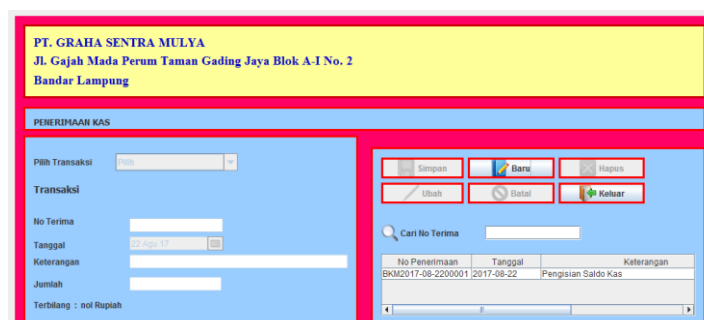 PT. GRAHA SENTRA MULYA
Jl. Gajah Mada Perum Taman Gading Jaya Blok A-I No. 2
Bandar Lampung
PENERIMAAN KAS
Pilih Transaksi Pilih
Transaksi
No Terima
Tanggal 22 Agu 17
Keterangan
Jumlah
Terbilang : nol Rupiah
Simpan Baru Hapus
Ubah Batal Keluar
Cari No Terima
No Penerimaan Tanggal Keterangan
BKM2017-08-2200001 2017-08-22 Pengisian Saldo Kas